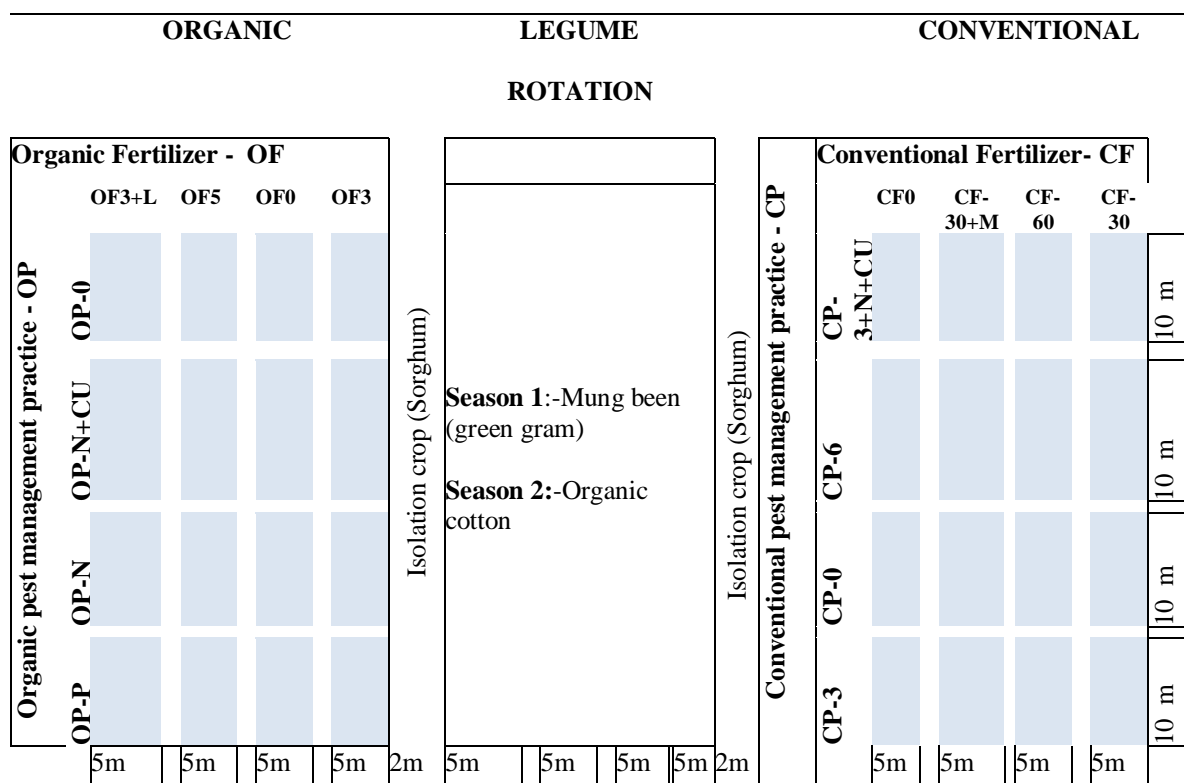 ORGANIC LEGUME CONVENTIONAL
ROTATION
Organic Fertilizer - OF
OF3+L OF5 OF0 OF3
Organic pest management practice - OP
OP-0
OP-N+CU
OP-N
OP-P
Isolation crop (Sorghum)
Season 1:-Mung been
(green gram)
Season 2:-Organic
cotton
Isolation crop (Sorghum)
Conventional pest management practice - CP
Conventional Fertilizer- CF
CF0 CF- CF- CF-
30+M 60 30
CP-
3+N+CU
CP-6
CP-0
CP-3
10 m
10 m
10 m
10 m
5m 5m 5m 5m 2m 5m 5m 5m 5m 2m 5m 5m 5m 5m